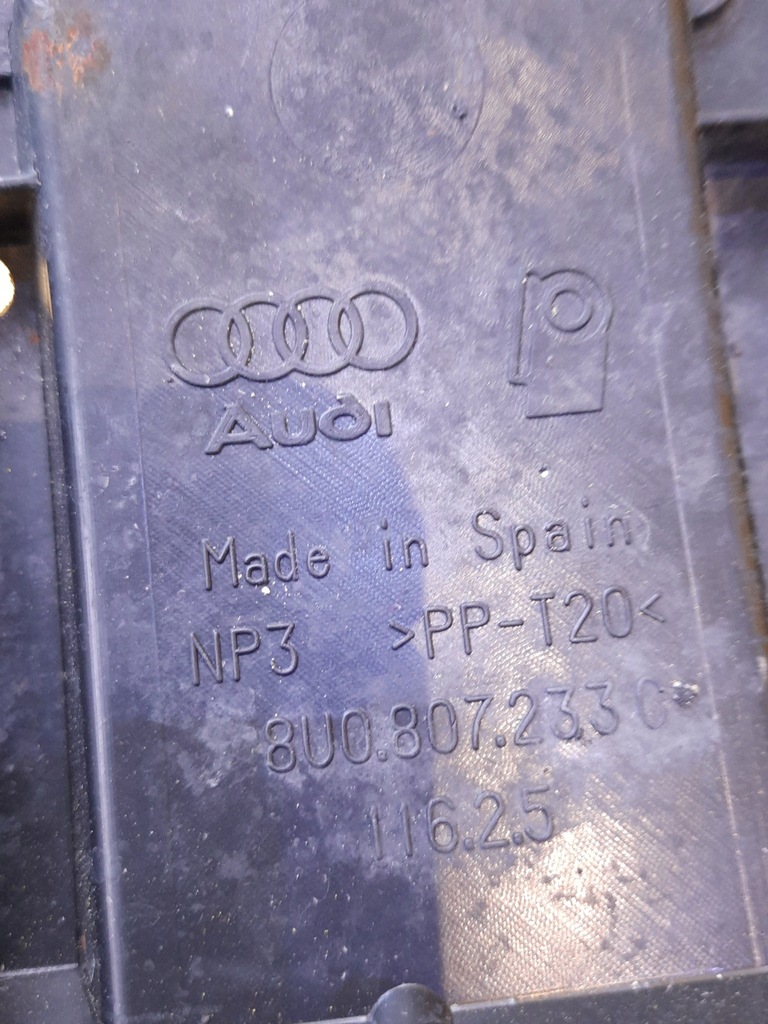 Audi
Made in Spain
NP3 >PP-T20<
8U0.807.233 C
116.2.5